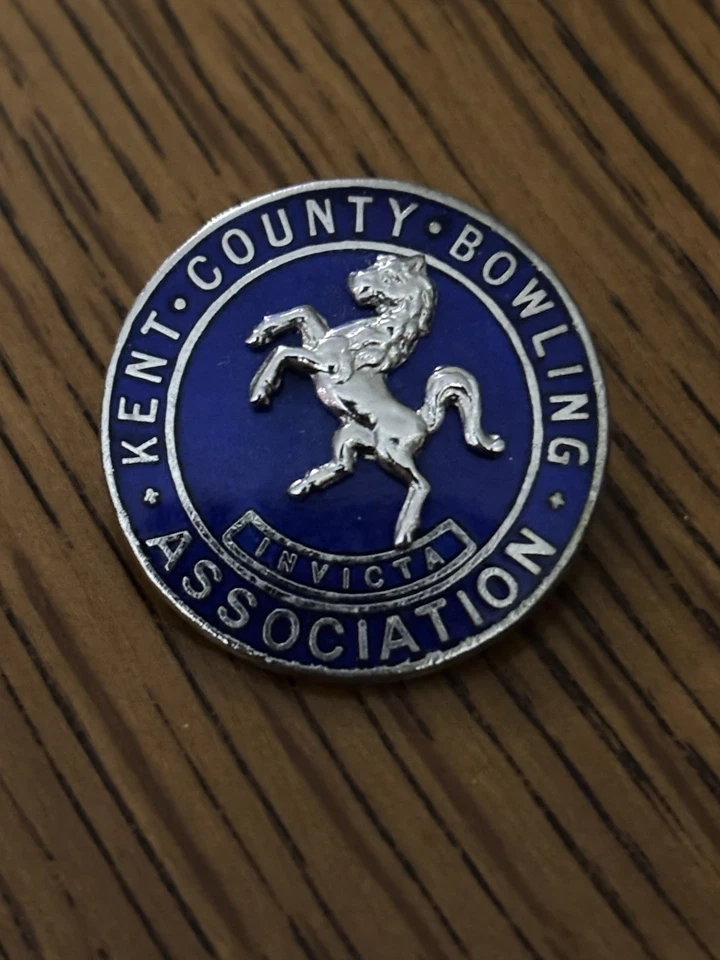 KENT · COUNTY · BOWLING
ASSOCIATION
INVICTA